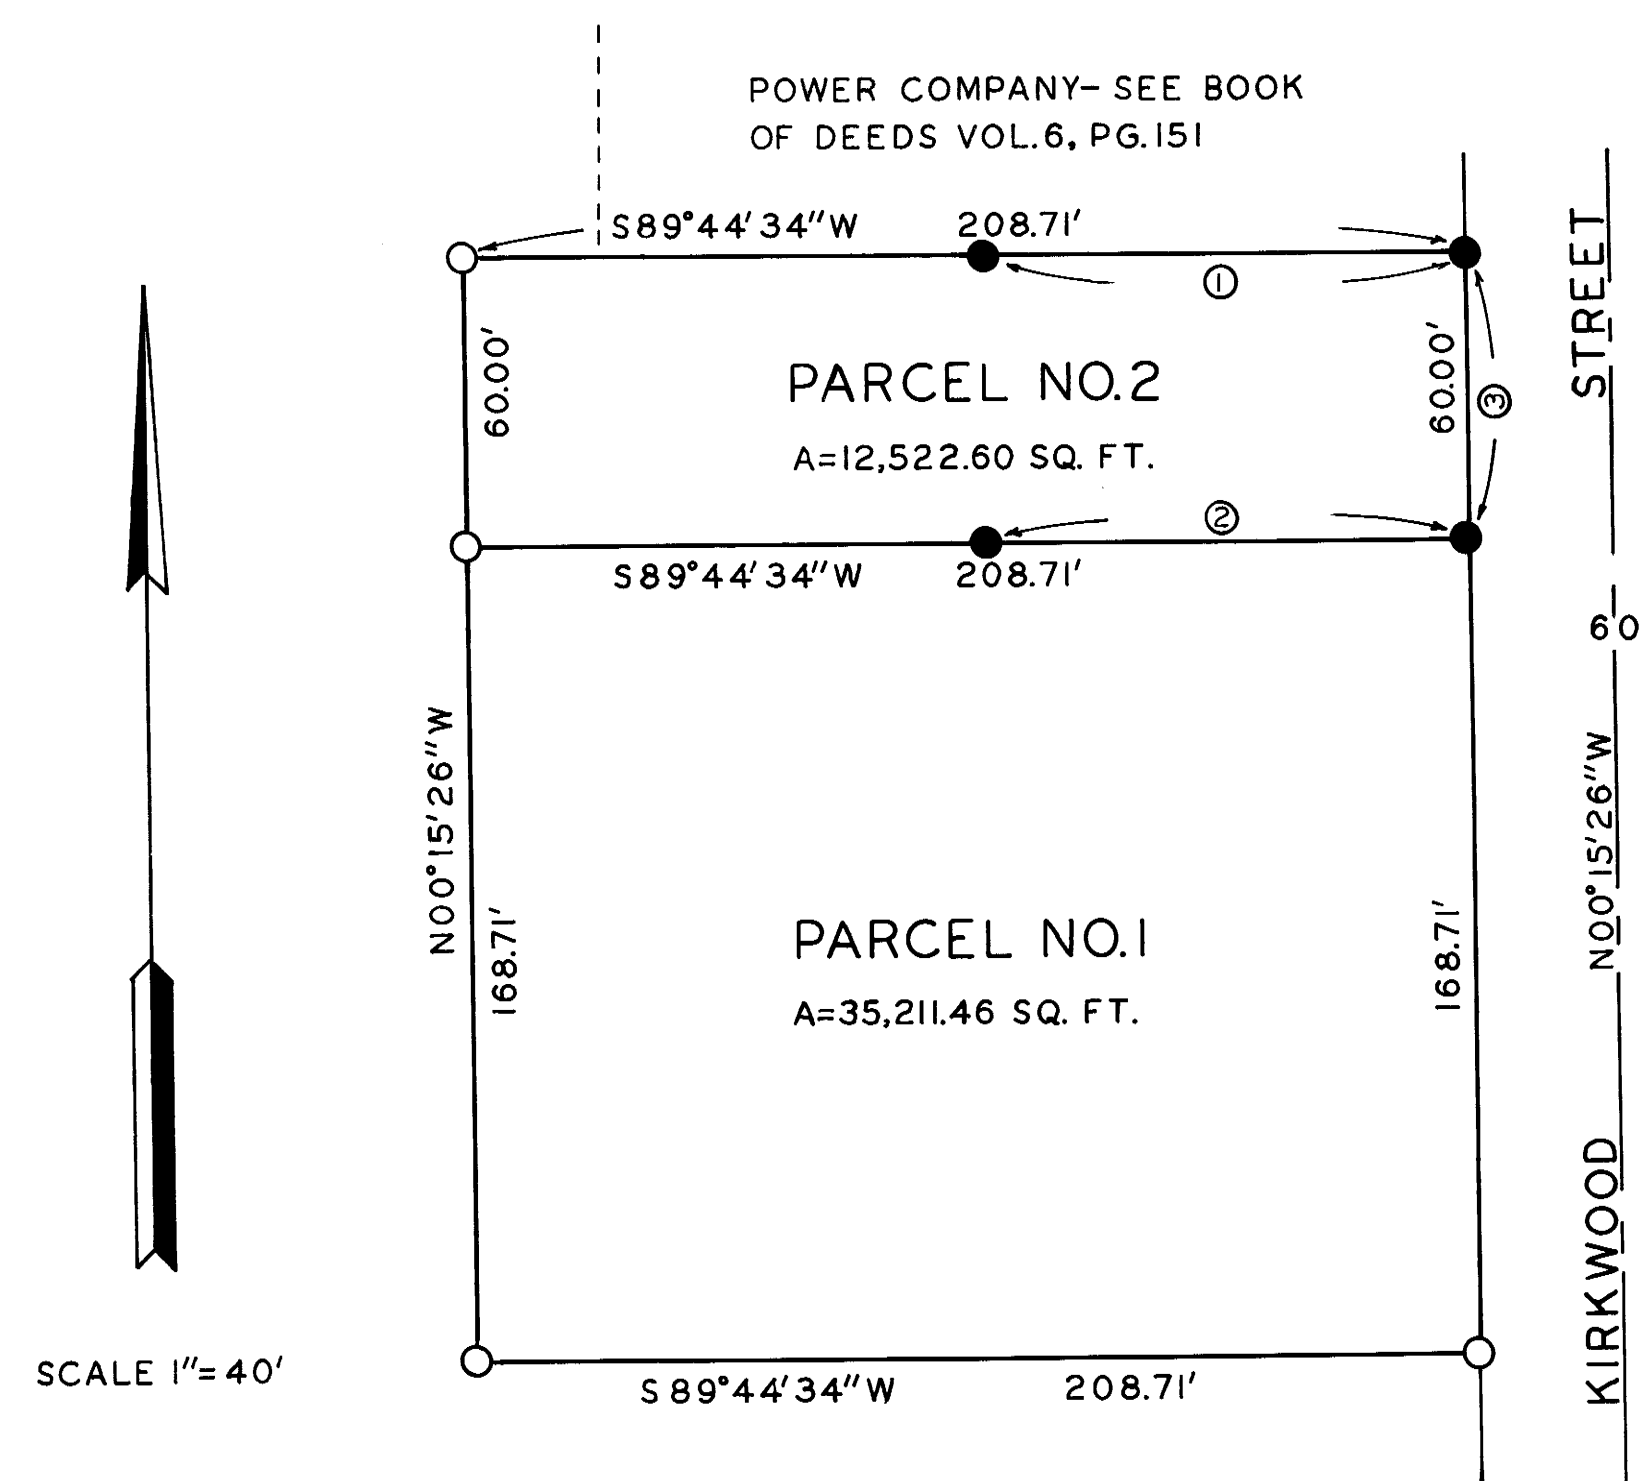 POWER COMPANY- SEE BOOK
OF DEEDS VOL.6, PG.151
S89°44'34"W 208.71'
①
60.00'
60.00'
③
PARCEL NO.2
A=12,522.60 SQ. FT.
②
S89°44'34"W 208.71'
STREET
60
N00°15'26"W
168.71'
PARCEL NO.1
A=35,211.46 SQ. FT.
168.71'
N00°15'26"W
KIRKWOOD
SCALE 1"=40'
S89°44'34"W 208.71'